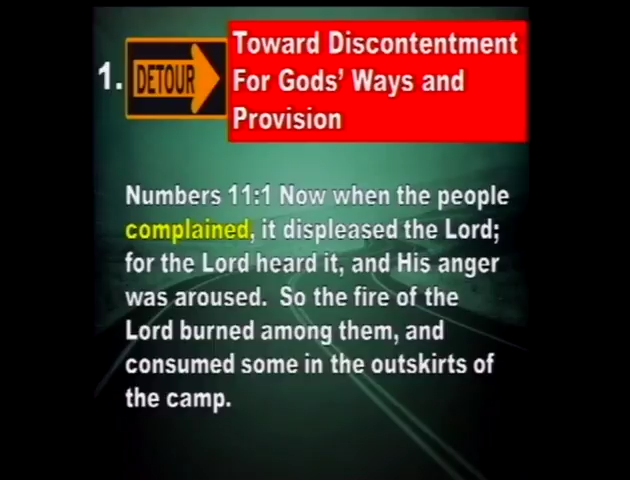 1. DETOUR Toward Discontentment
For Gods' Ways and
Provision
Numbers 11:1 Now when the people
complained, it displeased the Lord;
for the Lord heard it, and His anger
was aroused.  So the fire of the
Lord burned among them, and
consumed some in the outskirts of
the camp.